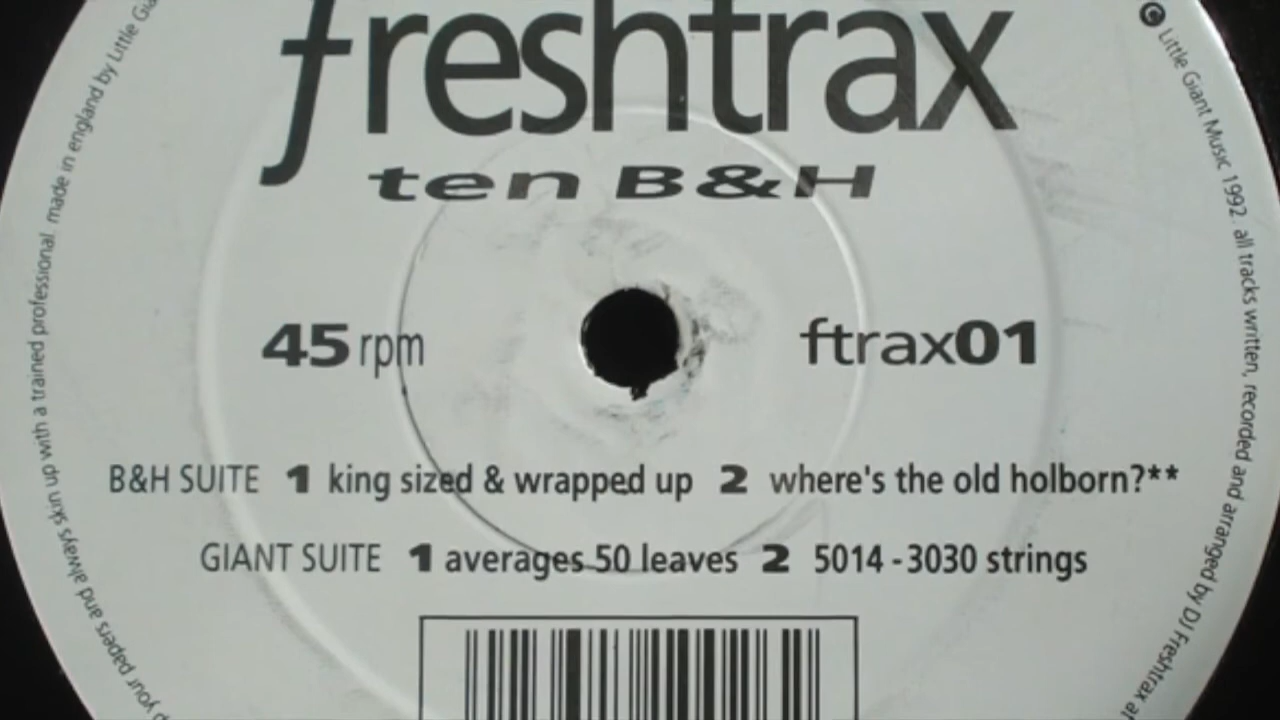 freshtrax
ten B&H
45 rpm
ftrax01
B&H SUITE 1 king sized & wrapped up 2 where's the old holborn?**
GIANT SUITE 1 averages 50 leaves 2 5014-3030 strings
© Little Giant Music 1992. all tracks written, recorded and arranged by DJ Freshtrax at
your papers and always skin up with a trained professional. made in england by Little